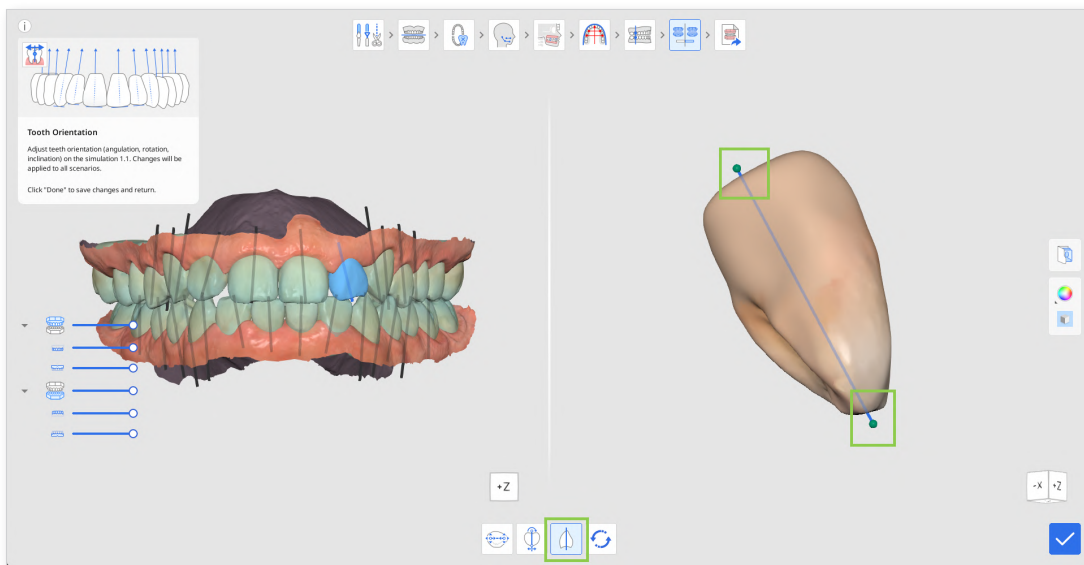 i
Tooth Orientation
Adjust teeth orientation (angulation, rotation,
inclination) on the simulation 1.1. Changes will be
applied to all scenarios.
Click "Done" to save changes and return.
+Z
-X +Z